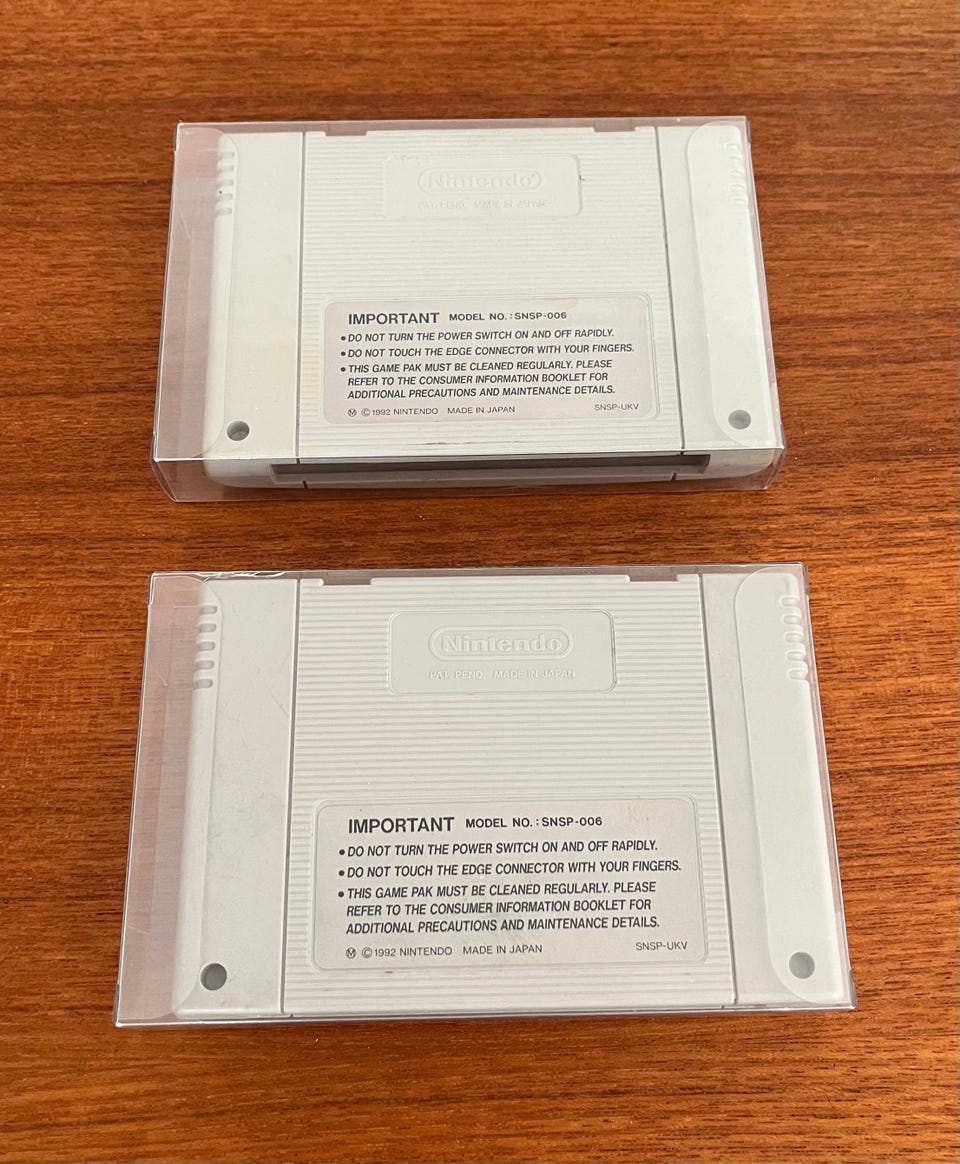 Nintendo®
PAT. PEND. MADE IN JAPAN
IMPORTANT MODEL NO.:SNSP-006
•DO NOT TURN THE POWER SWITCH ON AND OFF RAPIDLY.
•DO NOT TOUCH THE EDGE CONNECTOR WITH YOUR FINGERS.
•THIS GAME PAK MUST BE CLEANED REGULARLY. PLEASE
REFER TO THE CONSUMER INFORMATION BOOKLET FOR
ADDITIONAL PRECAUTIONS AND MAINTENANCE DETAILS.
Ⓜ ©1992 NINTENDO MADE IN JAPAN SNSP-UKV
Nintendo®
PAT. PEND. MADE IN JAPAN
IMPORTANT MODEL NO.:SNSP-006
•DO NOT TURN THE POWER SWITCH ON AND OFF RAPIDLY.
•DO NOT TOUCH THE EDGE CONNECTOR WITH YOUR FINGERS.
•THIS GAME PAK MUST BE CLEANED REGULARLY. PLEASE
REFER TO THE CONSUMER INFORMATION BOOKLET FOR
ADDITIONAL PRECAUTIONS AND MAINTENANCE DETAILS.
Ⓜ ©1992 NINTENDO MADE IN JAPAN SNSP-UKV